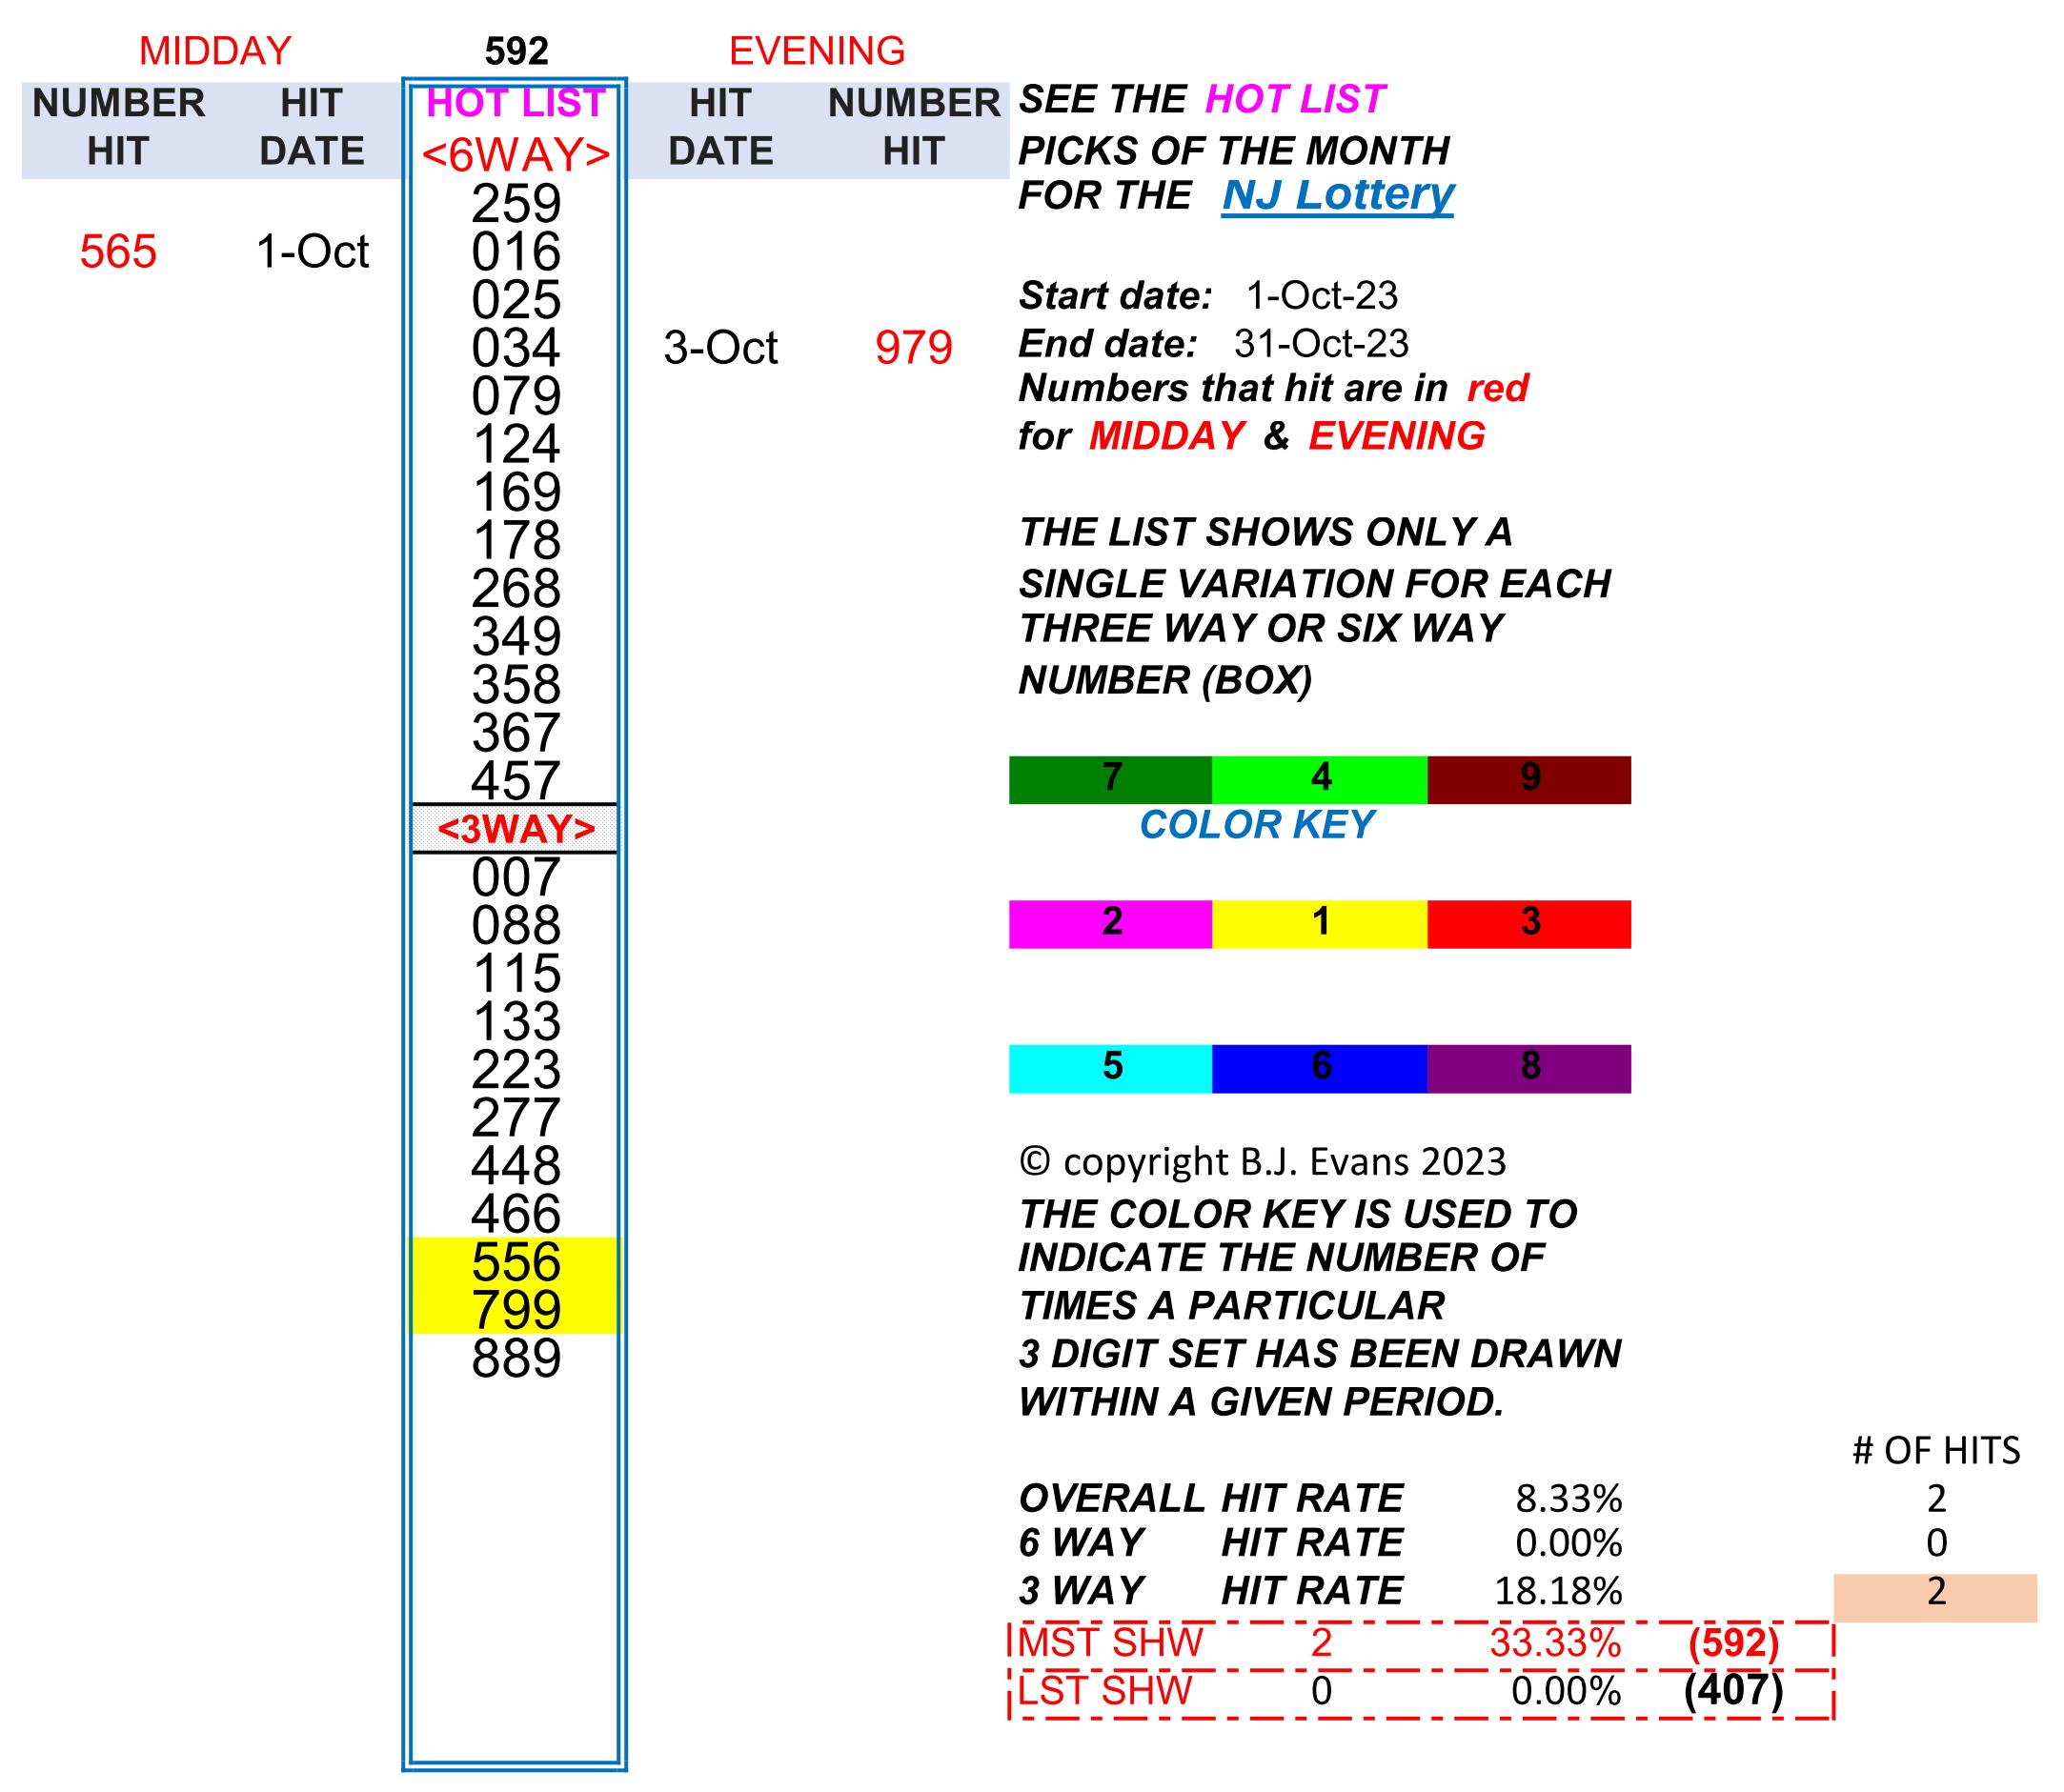 MIDDAY 592 EVENING
NUMBER HIT HOT LIST HIT NUMBER
HIT DATE <6WAY> DATE HIT
259
565 1-Oct 016
025
034 3-Oct 979
079
124
169
178
268
349
358
367
457
<3WAY>
007
088
115
133
223
277
448
466
556
799
889
SEE THE HOT LIST
PICKS OF THE MONTH
FOR THE NJ Lottery
Start date: 1-Oct-23
End date: 31-Oct-23
Numbers that hit are in red
for MIDDAY & EVENING
THE LIST SHOWS ONLY A
SINGLE VARIATION FOR EACH
THREE WAY OR SIX WAY
NUMBER (BOX)
7 4 9
COLOR KEY
2 1 3
5 6 8
© copyright B.J. Evans 2023
THE COLOR KEY IS USED TO
INDICATE THE NUMBER OF
TIMES A PARTICULAR
3 DIGIT SET HAS BEEN DRAWN
WITHIN A GIVEN PERIOD.
# OF HITS
OVERALL HIT RATE 8.33% 2
6 WAY HIT RATE 0.00% 0
3 WAY HIT RATE 18.18% 2
MST SHW 2 33.33% (592)
LST SHW 0 0.00% (407)